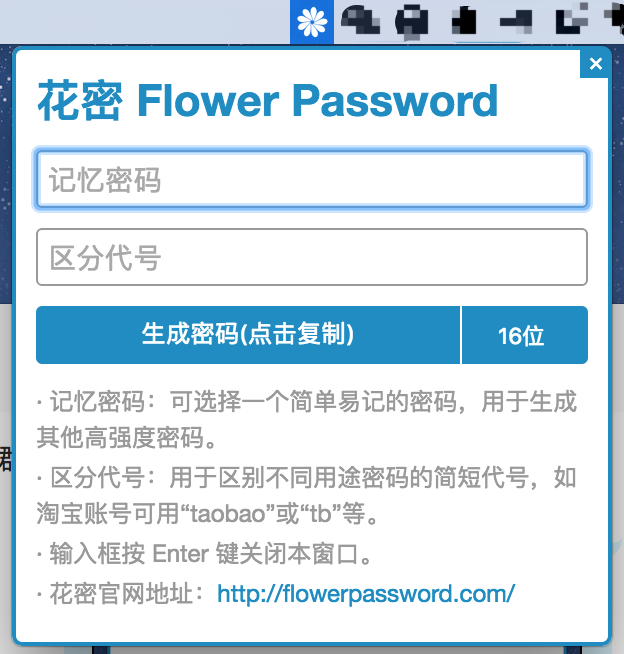 花密 Flower Password
记忆密码
区分代号
生成密码(点击复制)
16位
· 记忆密码：可选择一个简单易记的密码，用于生成
其他高强度密码。
· 区分代号：用于区别不同用途密码的简短代号，如
淘宝账号可用“taobao”或“tb”等。
· 输入框按 Enter 键关闭本窗口。
· 花密官网地址：http://flowerpassword.com/